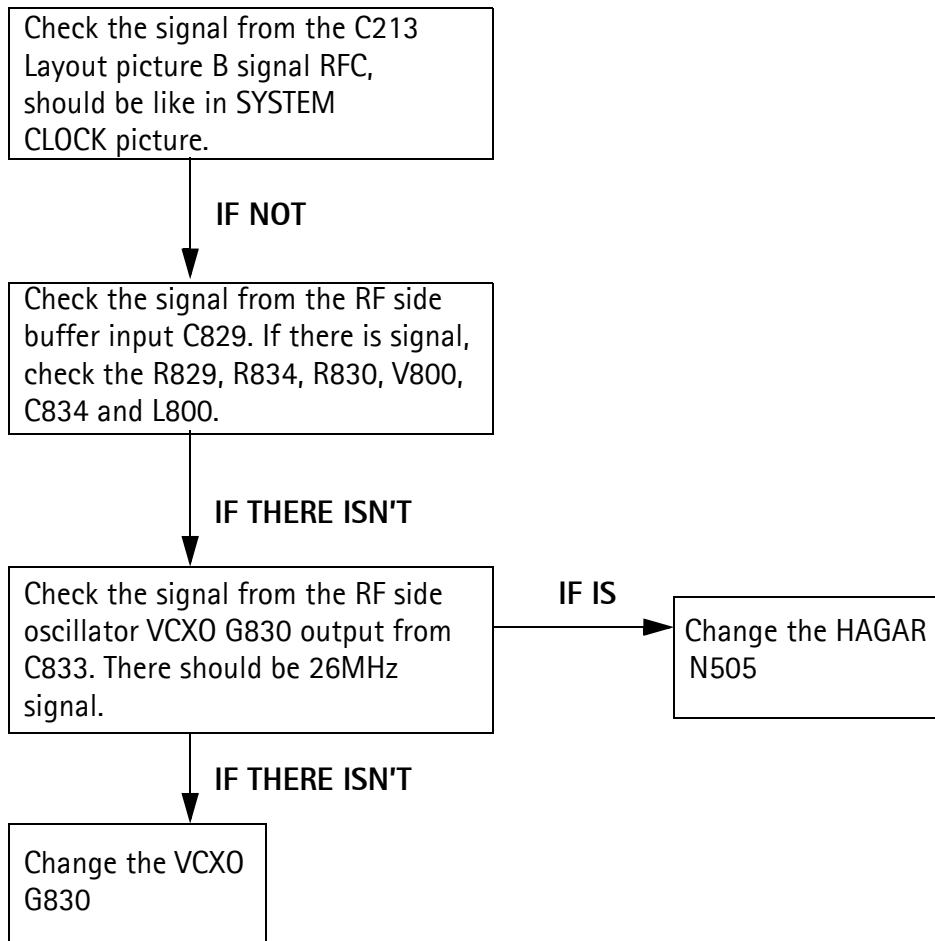 Check the signal from the C213
Layout picture B signal RFC,
should be like in SYSTEM
CLOCK picture.
IF NOT
Check the signal from the RF side
buffer input C829. If there is signal,
check the R829, R834, R830, V800,
C834 and L800.
IF THERE ISN'T
Check the signal from the RF side
oscillator VCXO G830 output from
C833. There should be 26MHz
signal.
IF IS
Change the HAGAR
N505
IF THERE ISN'T
Change the VCXO
G830